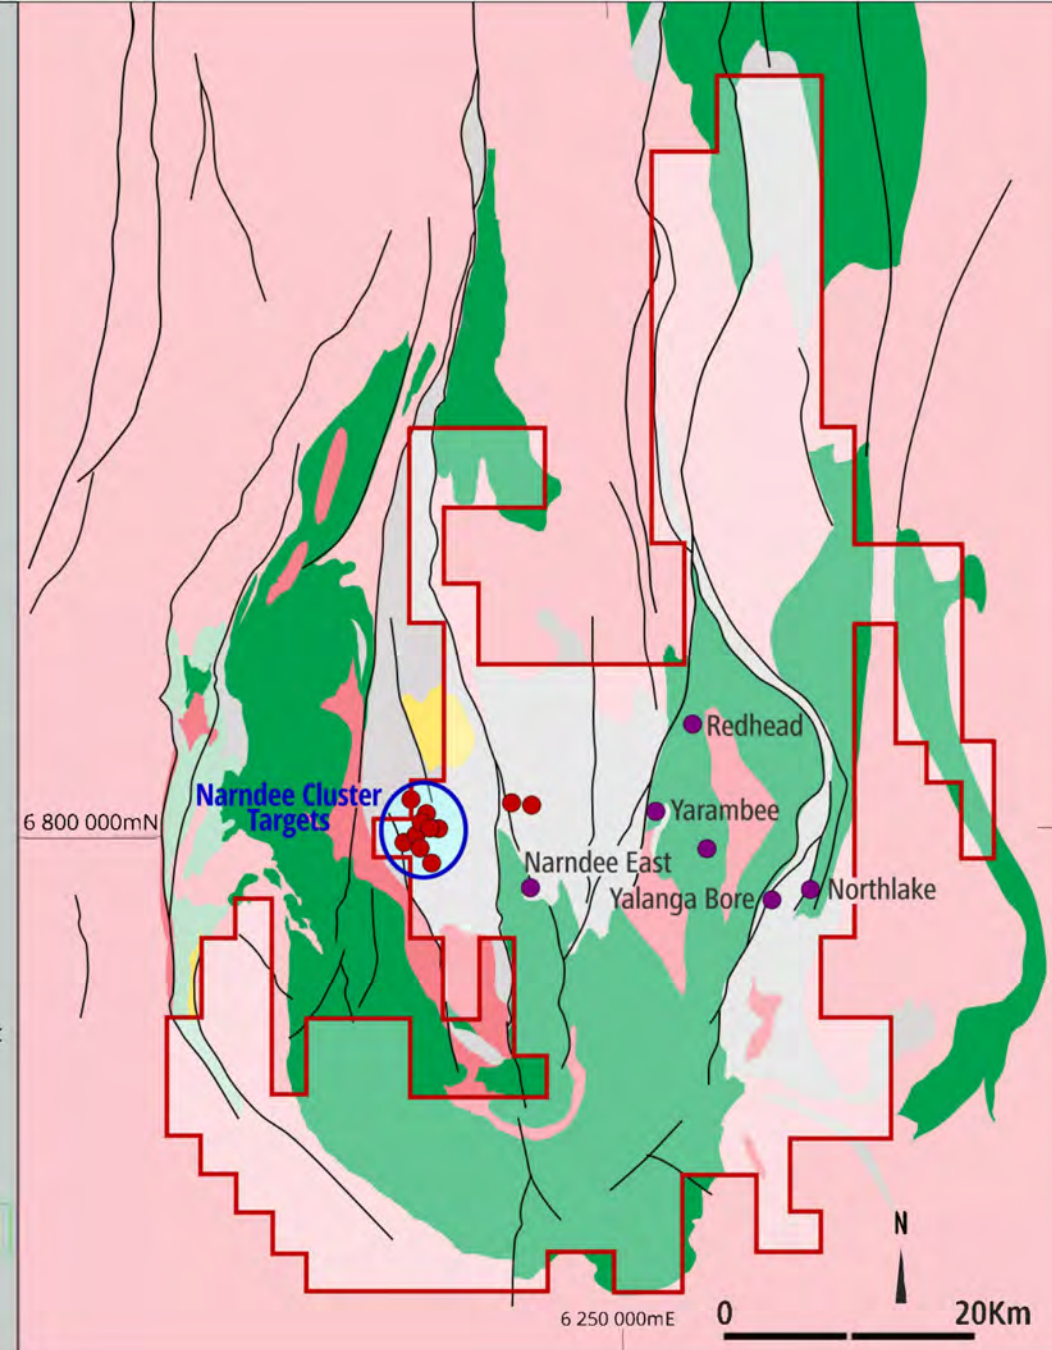 Redhead
Narndee Cluster
Targets
Yarambee
6 800 000mN
Narndee East
Yalanga Bore
Northlake
N
6 250 000mE
0
20Km